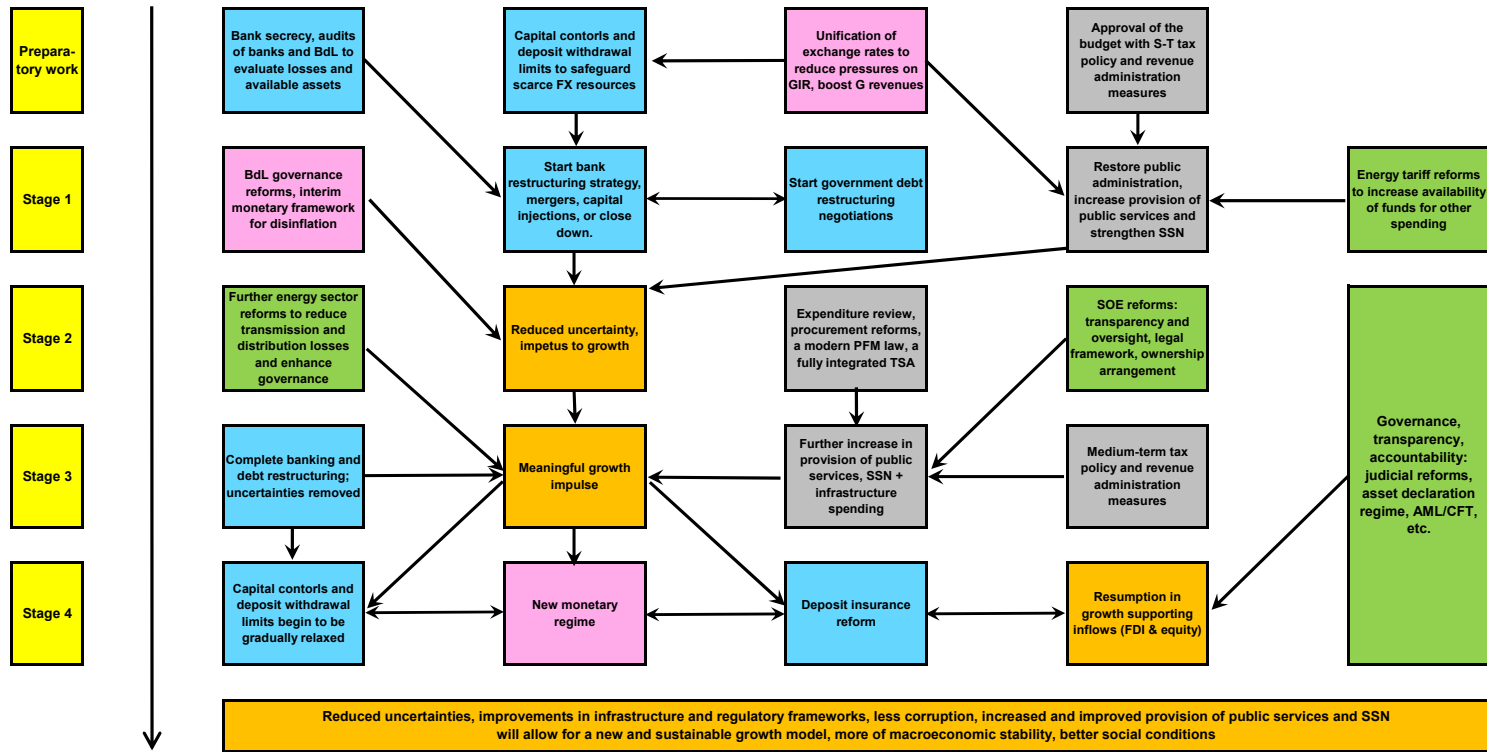 Prepara-
tory work
Bank secrecy, audits
of banks and BdL to
evaluate losses and
available assets
Capital contorls and
deposit withdrawal
limits to safeguard
scarce FX resources
Unification of
exchange rates to
reduce pressures on
GIR, boost G revenues
Approval of the
budget with S-T tax
policy and revenue
administration
measures
Stage 1
BdL governance
reforms, interim
monetary framework
for disinflation
Start bank
restructuring strategy,
mergers, capital
injections, or close
down.
Start government debt
restructuring
negotiations
Restore public
administration,
increase provision of
public services and
strengthen SSN
Energy tariff reforms
to increase availability
of funds for other
spending
Stage 2
Further energy sector
reforms to reduce
transmission and
distribution losses
and enhance
governance
Reduced uncertainty,
impetus to growth
Expenditure review,
procurement reforms,
a modern PFM law, a
fully integrated TSA
SOE reforms:
transparency and
oversight, legal
framework, ownership
arrangement
Governance,
transparency,
accountability:
judicial reforms,
asset declaration
regime, AML/CFT,
etc.
Stage 3
Complete banking and
debt restructuring;
uncertainties removed
Meaningful growth
impulse
Further increase in
provision of public
services, SSN +
infrastructure
spending
Medium-term tax
policy and revenue
administration
measures
Stage 4
Capital contorls and
deposit withdrawal
limits begin to be
gradually relaxed
New monetary
regime
Deposit insurance
reform
Resumption in
growth supporting
inflows (FDI & equity)
Reduced uncertainties, improvements in infrastructure and regulatory frameworks, less corruption, increased and improved provision of public services and SSN
will allow for a new and sustainable growth model, more of macroeconomic stability, better social conditions